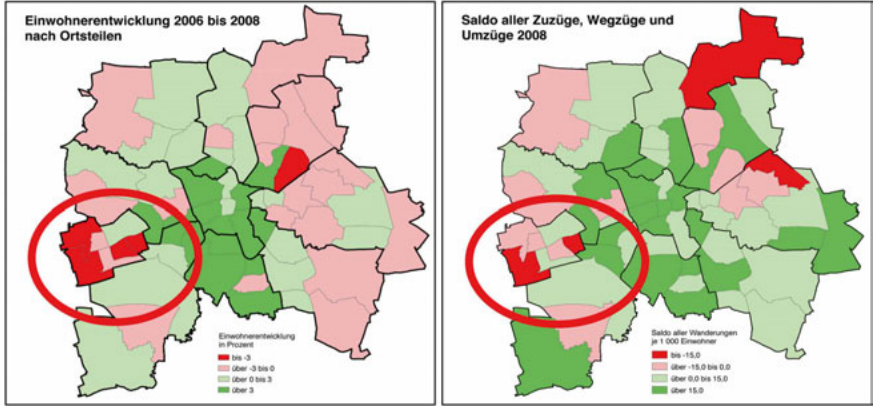 Einwohnerentwicklung 2006 bis 2008
nach Ortsteilen
Einwohnerentwicklung
in Prozent
bis -3
über -3 bis 0
über 0 bis 3
über 3
Saldo aller Zuzüge, Wegzüge und
Umzüge 2008
Saldo aller Wanderungen
je 1 000 Einwohner
bis -15,0
über -15,0 bis 0,0
über 0,0 bis 15,0
über 15,0